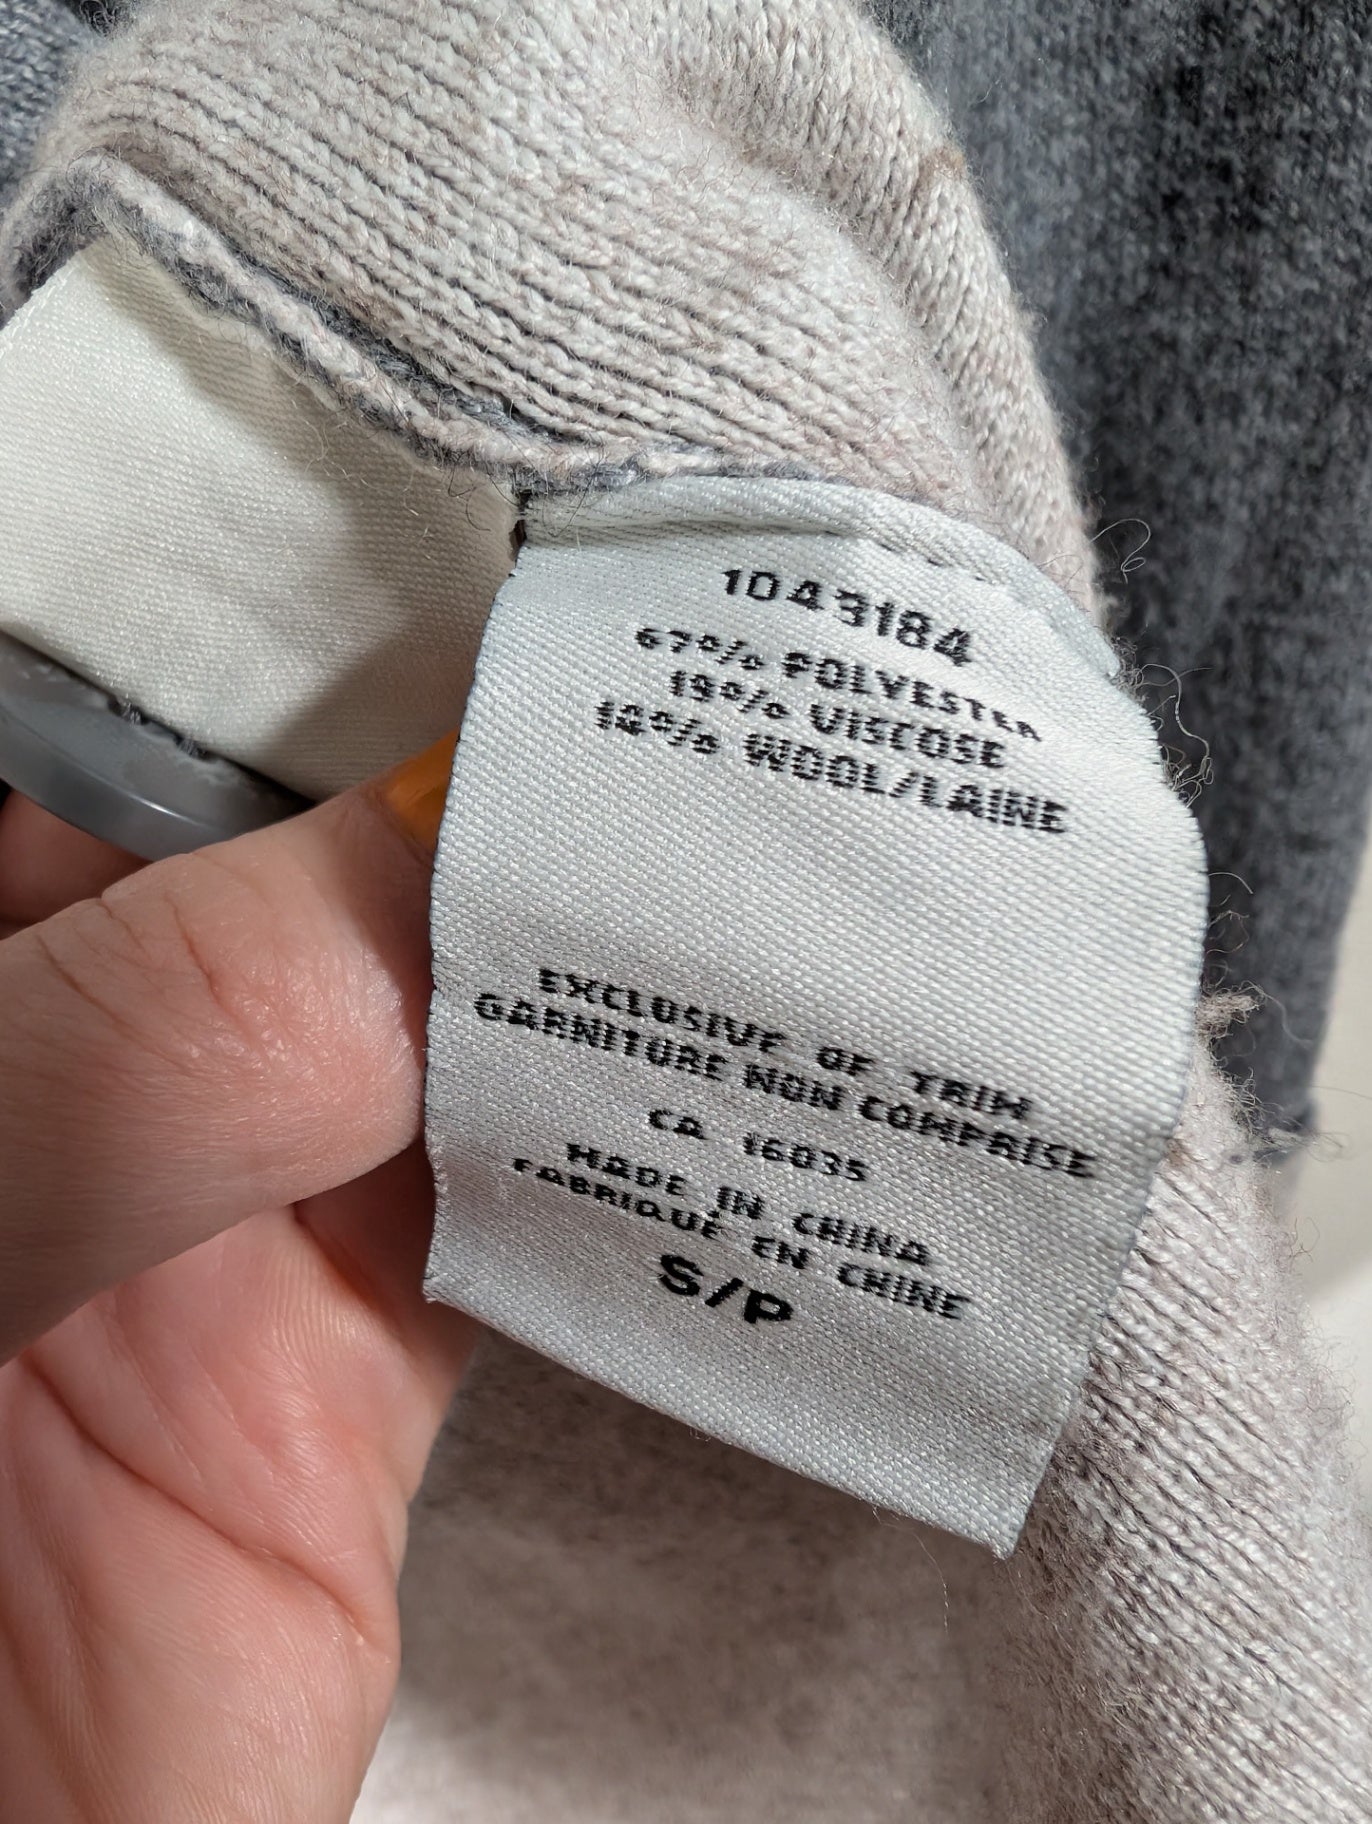 1043184
67% POLYESTER
19% VISCOSE
14% WOOL/LAINE
EXCLUSIVE OF TRIM
GARNITURE NON COMPRISE
CA 16035
MADE IN CHINA
FABRIQUÉ EN CHINE
S/P